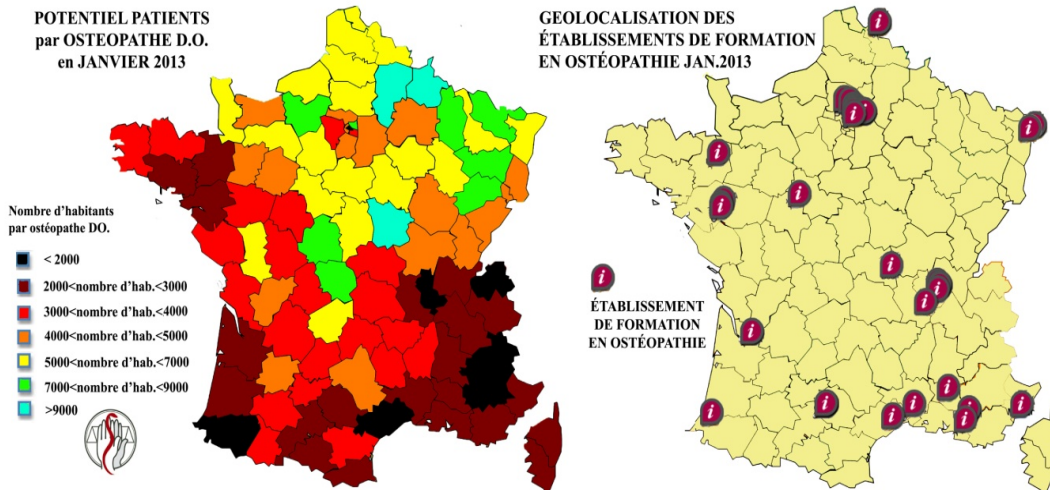 POTENTIEL PATIENTS
par OSTEOPATHE D.O.
en JANVIER 2013
Nombre d'habitants
par ostéopathe DO.
< 2000
2000<nombre d'hab.<3000
3000<nombre d'hab.<4000
4000<nombre d'hab.<5000
5000<nombre d'hab.<7000
7000<nombre d'hab.<9000
>9000
GEOLOCALISATION DES
ÉTABLISSEMENTS DE FORMATION
EN OSTÉOPATHIE JAN.2013
ÉTABLISSEMENT
DE FORMATION
EN OSTÉOPATHIE